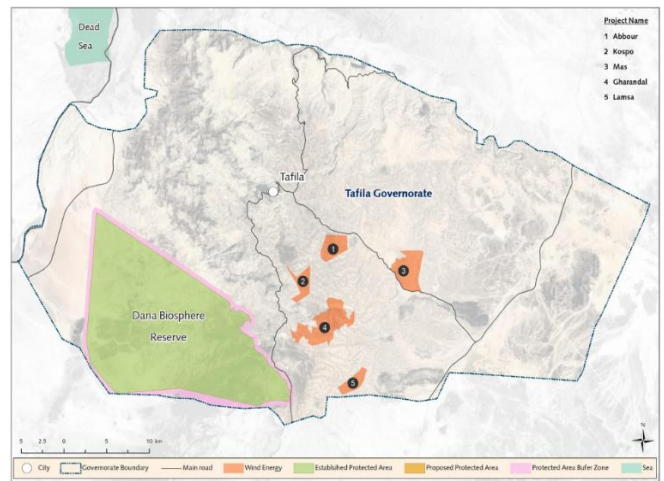 Dead
Sea
Project Name
1 Abbour
2 Kospo
3 Mas
4 Gharandal
5 Lamsa
Tafila
Tafila Governorate
1
2
3
Dana Biosphere
Reserve
4
5
N
5 2.5 0 5 10 km
City Governorate Boundary Main road Wind Energy Established Protected Area Proposed Protected Area Protected Area Bufer Zone Sea